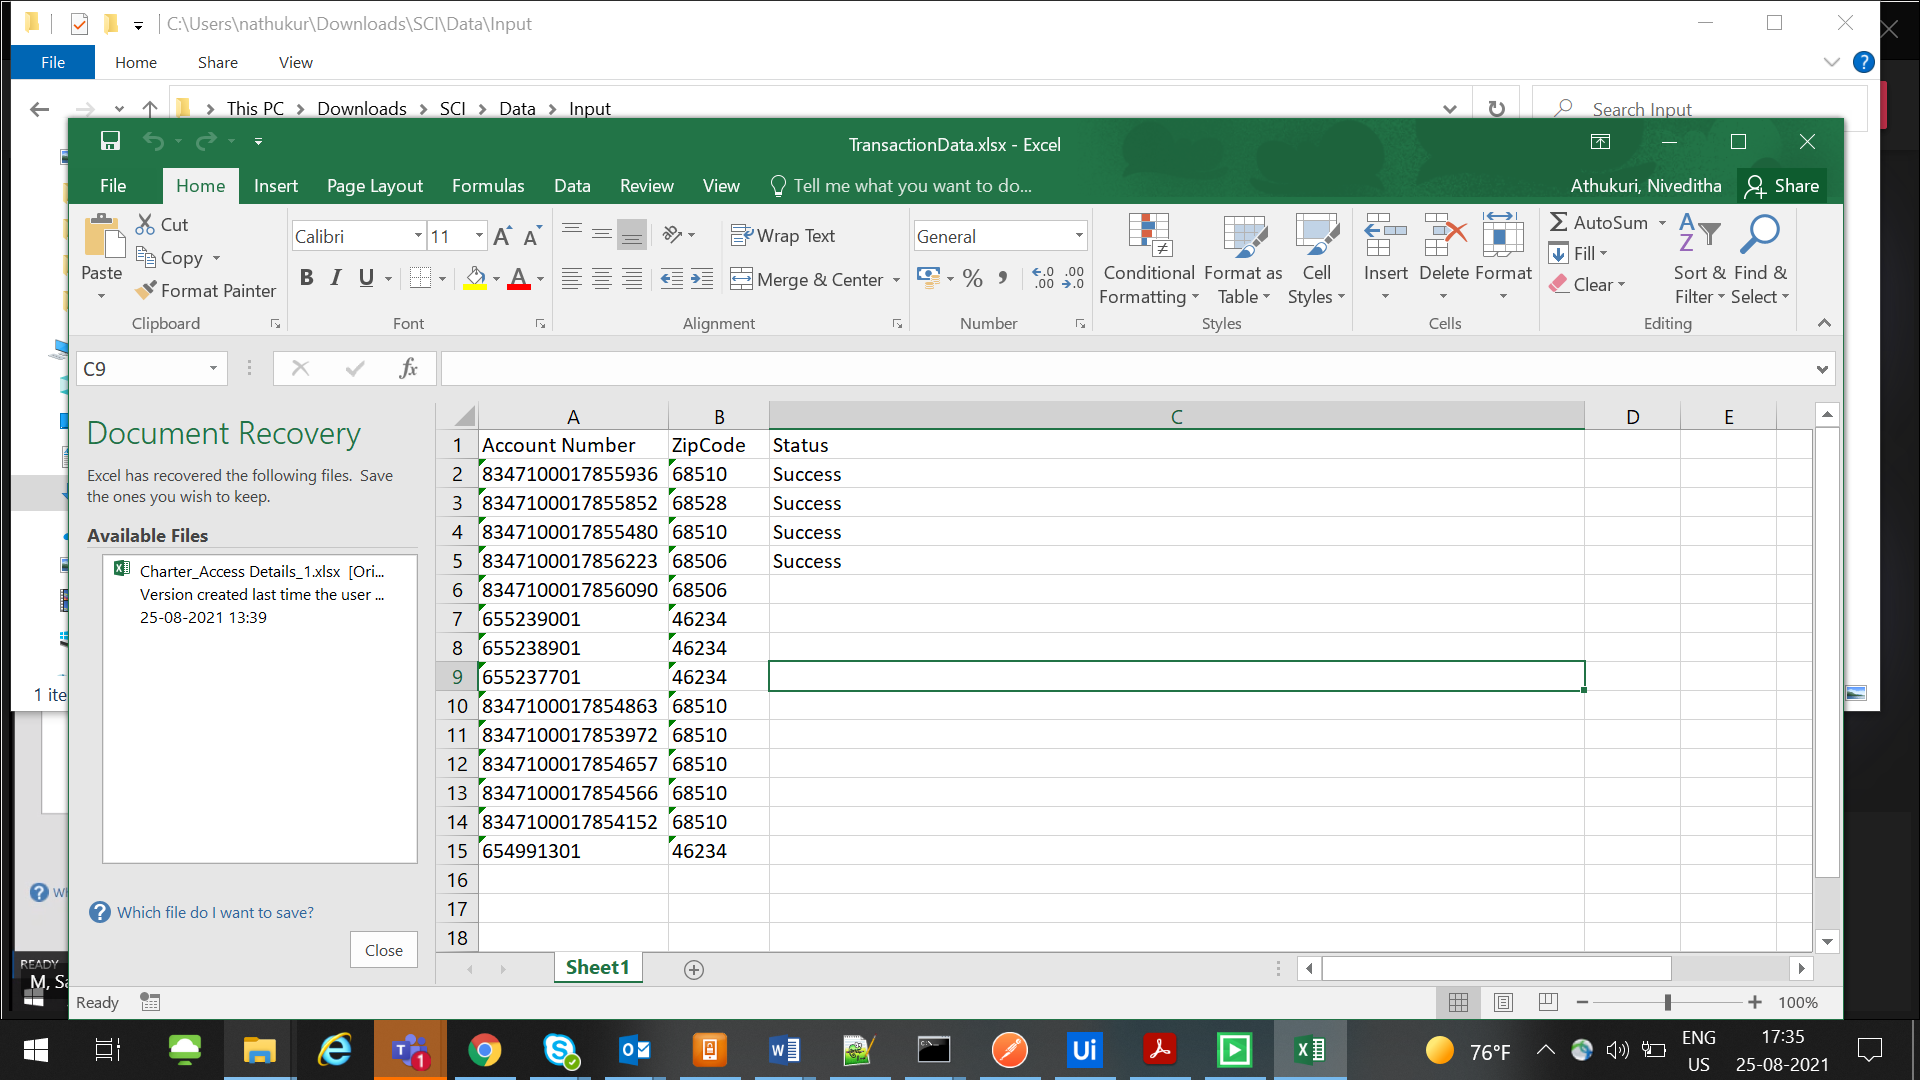 C:\Users\nathukur\Downloads\SCI\Data\Input
File Home Share View
This PC > Downloads > SCI > Data > Input
Search Input
TransactionData.xlsx - Excel
File Home Insert Page Layout Formulas Data Review View Tell me what you want to do... Athukuri, Niveditha Share
Paste
Cut
Copy
Format Painter
Clipboard
Calibri 11
B I U
Font
Wrap Text
Merge & Center
Alignment
General
Number
Conditional Formatting
Format as Table
Cell Styles
Styles
Insert Delete Format
Cells
AutoSum
Fill
Clear
Sort & Filter
Find & Select
Editing
C9
fx
Document Recovery
Excel has recovered the following files. Save
the ones you wish to keep.
Available Files
Charter_Access Details_1.xlsx [Ori...
Version created last time the user ...
25-08-2021 13:39
Which file do I want to save?
Close
A B C D E
1 Account Number ZipCode Status
2 8347100017855936 68510 Success
3 8347100017855852 68528 Success
4 8347100017855480 68510 Success
5 8347100017856223 68506 Success
6 8347100017856090 68506
7 655239001 46234
8 655238901 46234
9 655237701 46234
10 8347100017854863 68510
11 8347100017853972 68510
12 8347100017854657 68510
13 8347100017854566 68510
14 8347100017854152 68510
15 654991301 46234
16
17
18
Sheet1
1 ite
READY
M, Sa
Ready
100%
1
Ui
76°F
ENG
US
17:35
25-08-2021